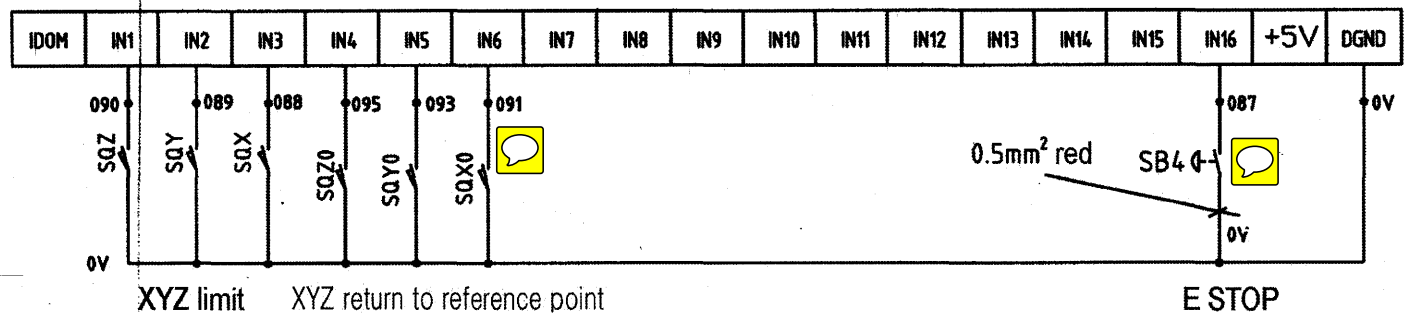 IDOM IN1 IN2 IN3 IN4 IN5 IN6 IN7 IN8 IN9 IN10 IN11 IN12 IN13 IN14 IN15 IN16 +5V DGND
090 089 088 095 093 091 087 0V
SQZ SQY SQX SQZ0 SQY0 SQX0 0.5mm² red SB4
0V
0V
XYZ limit XYZ return to reference point E STOP